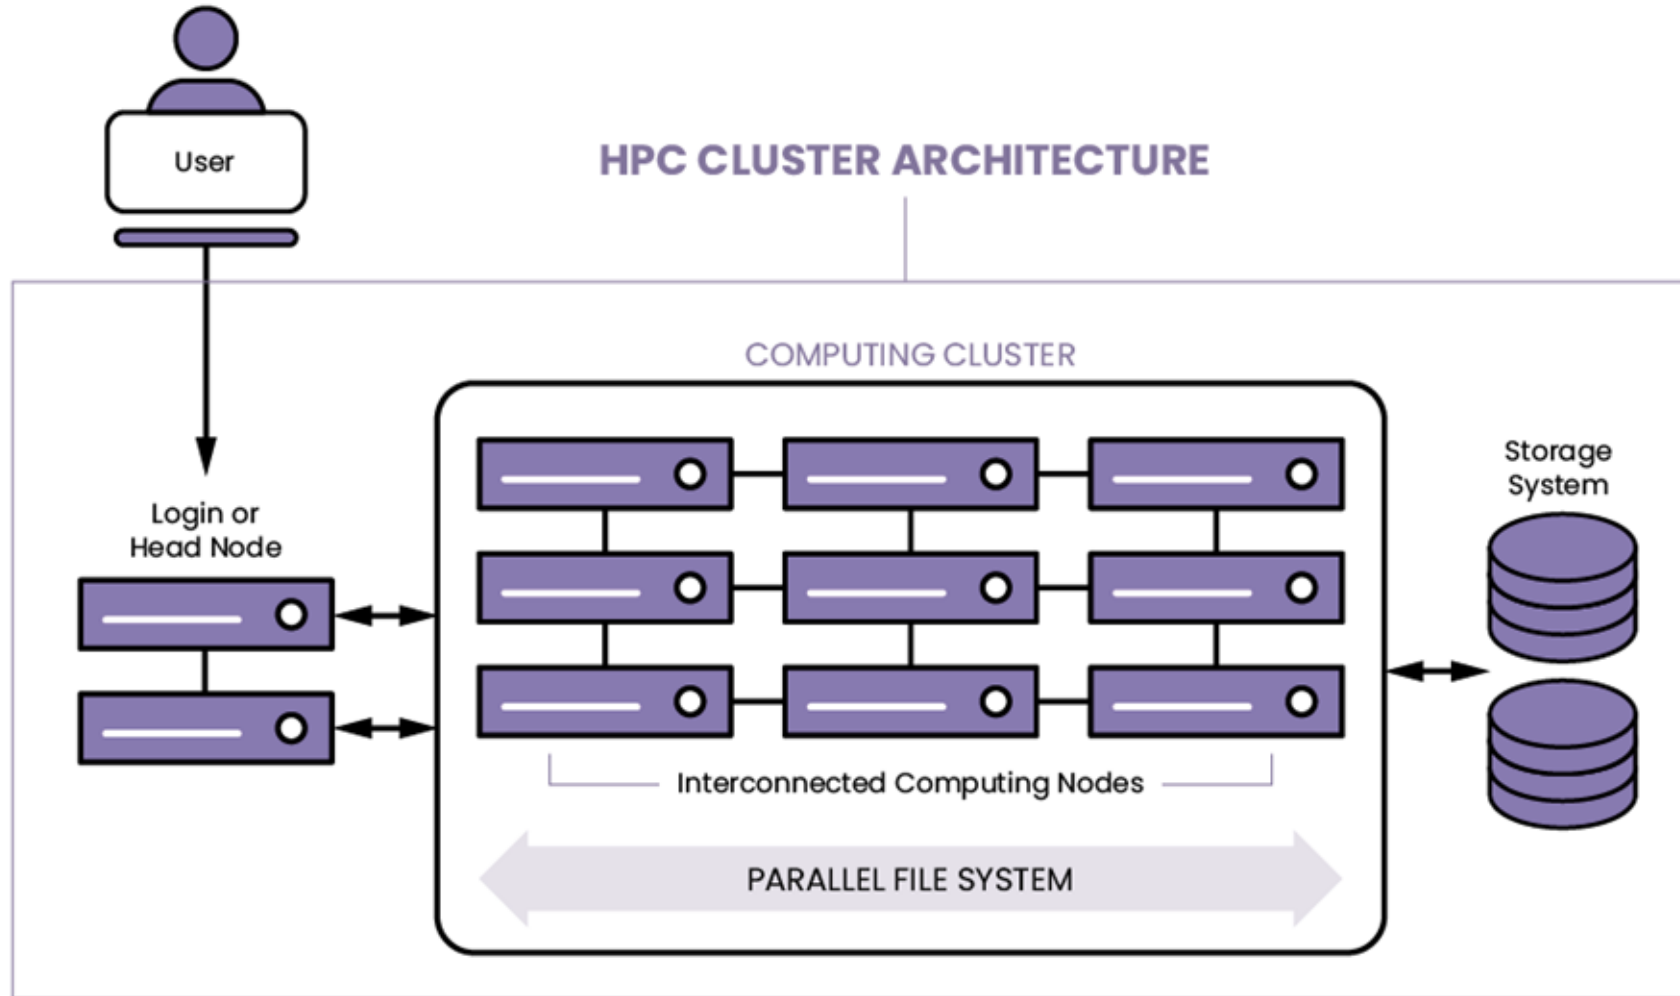 User
HPC CLUSTER ARCHITECTURE
COMPUTING CLUSTER
Storage
System
Login or
Head Node
Interconnected Computing Nodes
PARALLEL FILE SYSTEM